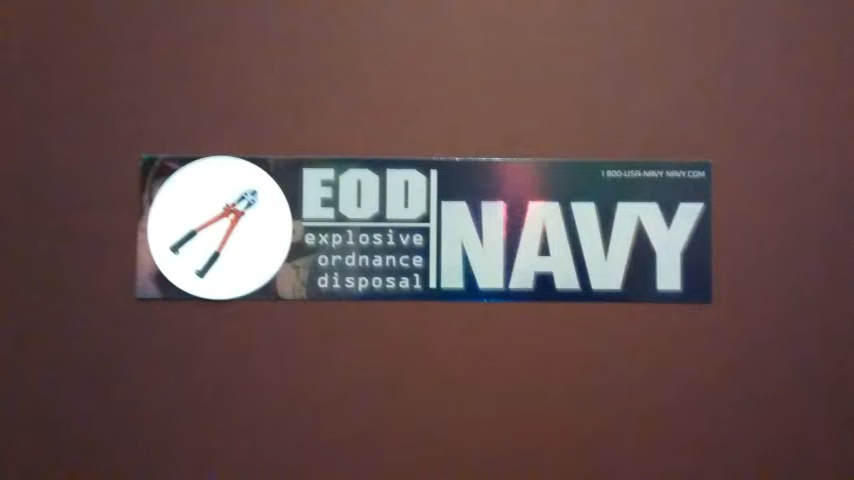 EOD
explosive
ordnance
disposal
NAVY
1 800-USA-NAVY NAVY.COM